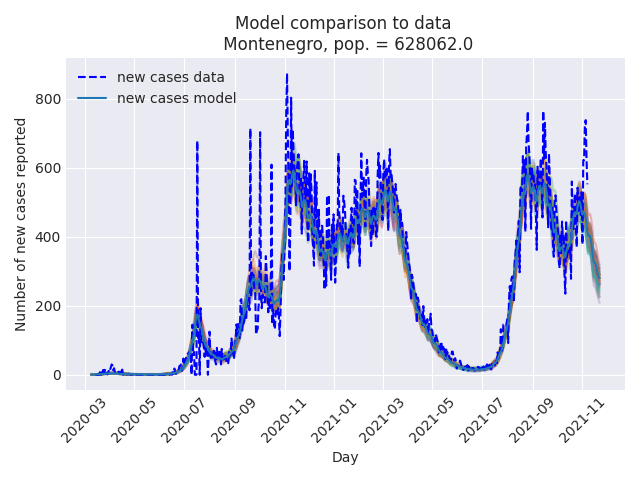 Model comparison to data
Montenegro, pop. = 628062.0
new cases data
new cases model
Number of new cases reported
800
600
400
200
0
2020-03
2020-05
2020-07
2020-09
2020-11
2021-01
2021-03
2021-05
2021-07
2021-09
2021-11
Day